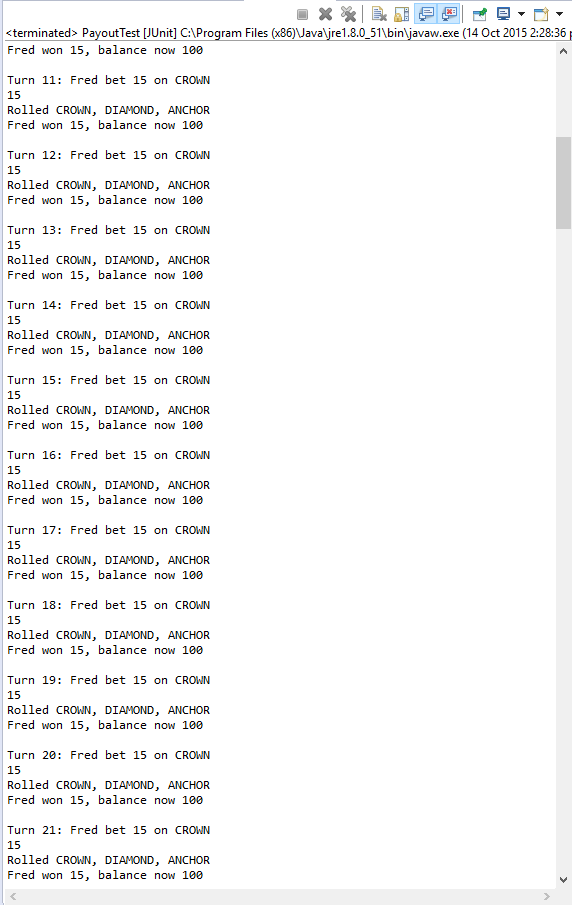 <terminated> PayoutTest [JUnit] C:\Program Files (x86)\Java\jre1.8.0_51\bin\javaw.exe (14 Oct 2015 2:28:36 p
Fred won 15, balance now 100
Turn 11: Fred bet 15 on CROWN
15
Rolled CROWN, DIAMOND, ANCHOR
Fred won 15, balance now 100
Turn 12: Fred bet 15 on CROWN
15
Rolled CROWN, DIAMOND, ANCHOR
Fred won 15, balance now 100
Turn 13: Fred bet 15 on CROWN
15
Rolled CROWN, DIAMOND, ANCHOR
Fred won 15, balance now 100
Turn 14: Fred bet 15 on CROWN
15
Rolled CROWN, DIAMOND, ANCHOR
Fred won 15, balance now 100
Turn 15: Fred bet 15 on CROWN
15
Rolled CROWN, DIAMOND, ANCHOR
Fred won 15, balance now 100
Turn 16: Fred bet 15 on CROWN
15
Rolled CROWN, DIAMOND, ANCHOR
Fred won 15, balance now 100
Turn 17: Fred bet 15 on CROWN
15
Rolled CROWN, DIAMOND, ANCHOR
Fred won 15, balance now 100
Turn 18: Fred bet 15 on CROWN
15
Rolled CROWN, DIAMOND, ANCHOR
Fred won 15, balance now 100
Turn 19: Fred bet 15 on CROWN
15
Rolled CROWN, DIAMOND, ANCHOR
Fred won 15, balance now 100
Turn 20: Fred bet 15 on CROWN
15
Rolled CROWN, DIAMOND, ANCHOR
Fred won 15, balance now 100
Turn 21: Fred bet 15 on CROWN
15
Rolled CROWN, DIAMOND, ANCHOR
Fred won 15, balance now 100